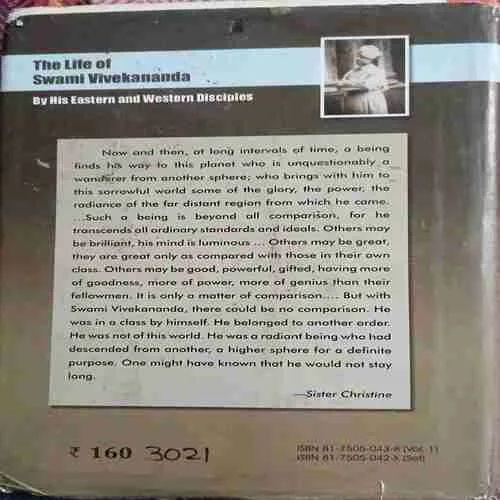 The Life of
Swami Vivekananda
By His Eastern and Western Disciples
Now and then, at long intervals of time, a being
finds his way to this planet who is unquestionably a
wanderer from another sphere; who brings with him to
this sorrowful world some of the glory, the power, the
radiance of the far distant region from which he came.
...Such a being is beyond all comparison, for he
transcends all ordinary standards and ideals. Others may
be brilliant, his mind is luminous ... Others may be great,
they are great only as compared with those in their own
class. Others may be good, powerful, gifted, having more
of goodness, more of power, more of genius than their
fellowmen. It is only a matter of comparison.... But with
Swami Vivekananda, there could be no comparison. He
was in a class by himself. He belonged to another order.
He was not of this world. He was a radiant being who had
descended from another, a higher sphere for a definite
purpose. One might have known that he would not stay
long.
—Sister Christine
₹ 160 3021
ISBN 81-7505-043-8 (Vol. 1)
ISBN 81-7505-042-X (Set)